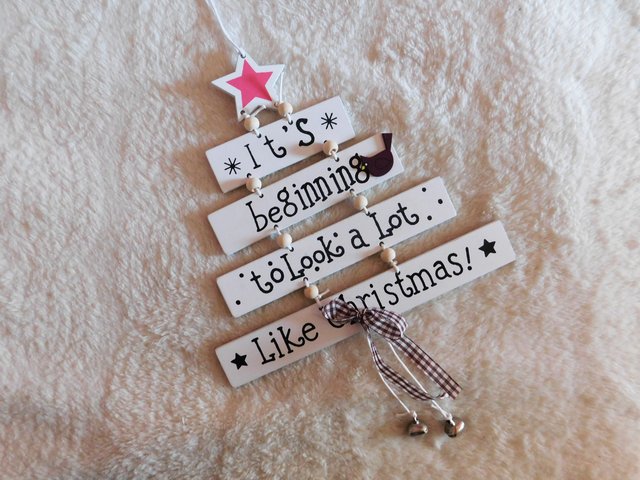 It's
beginning
to Look a Lot
Like Christmas!